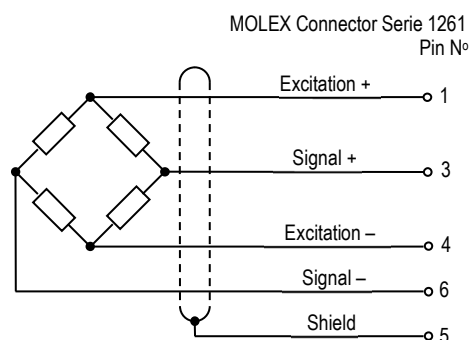 MOLEX Connector Serie 1261
Pin Nº
Excitation + 1
Signal + 3
Excitation – 4
Signal– 6
Shield 5